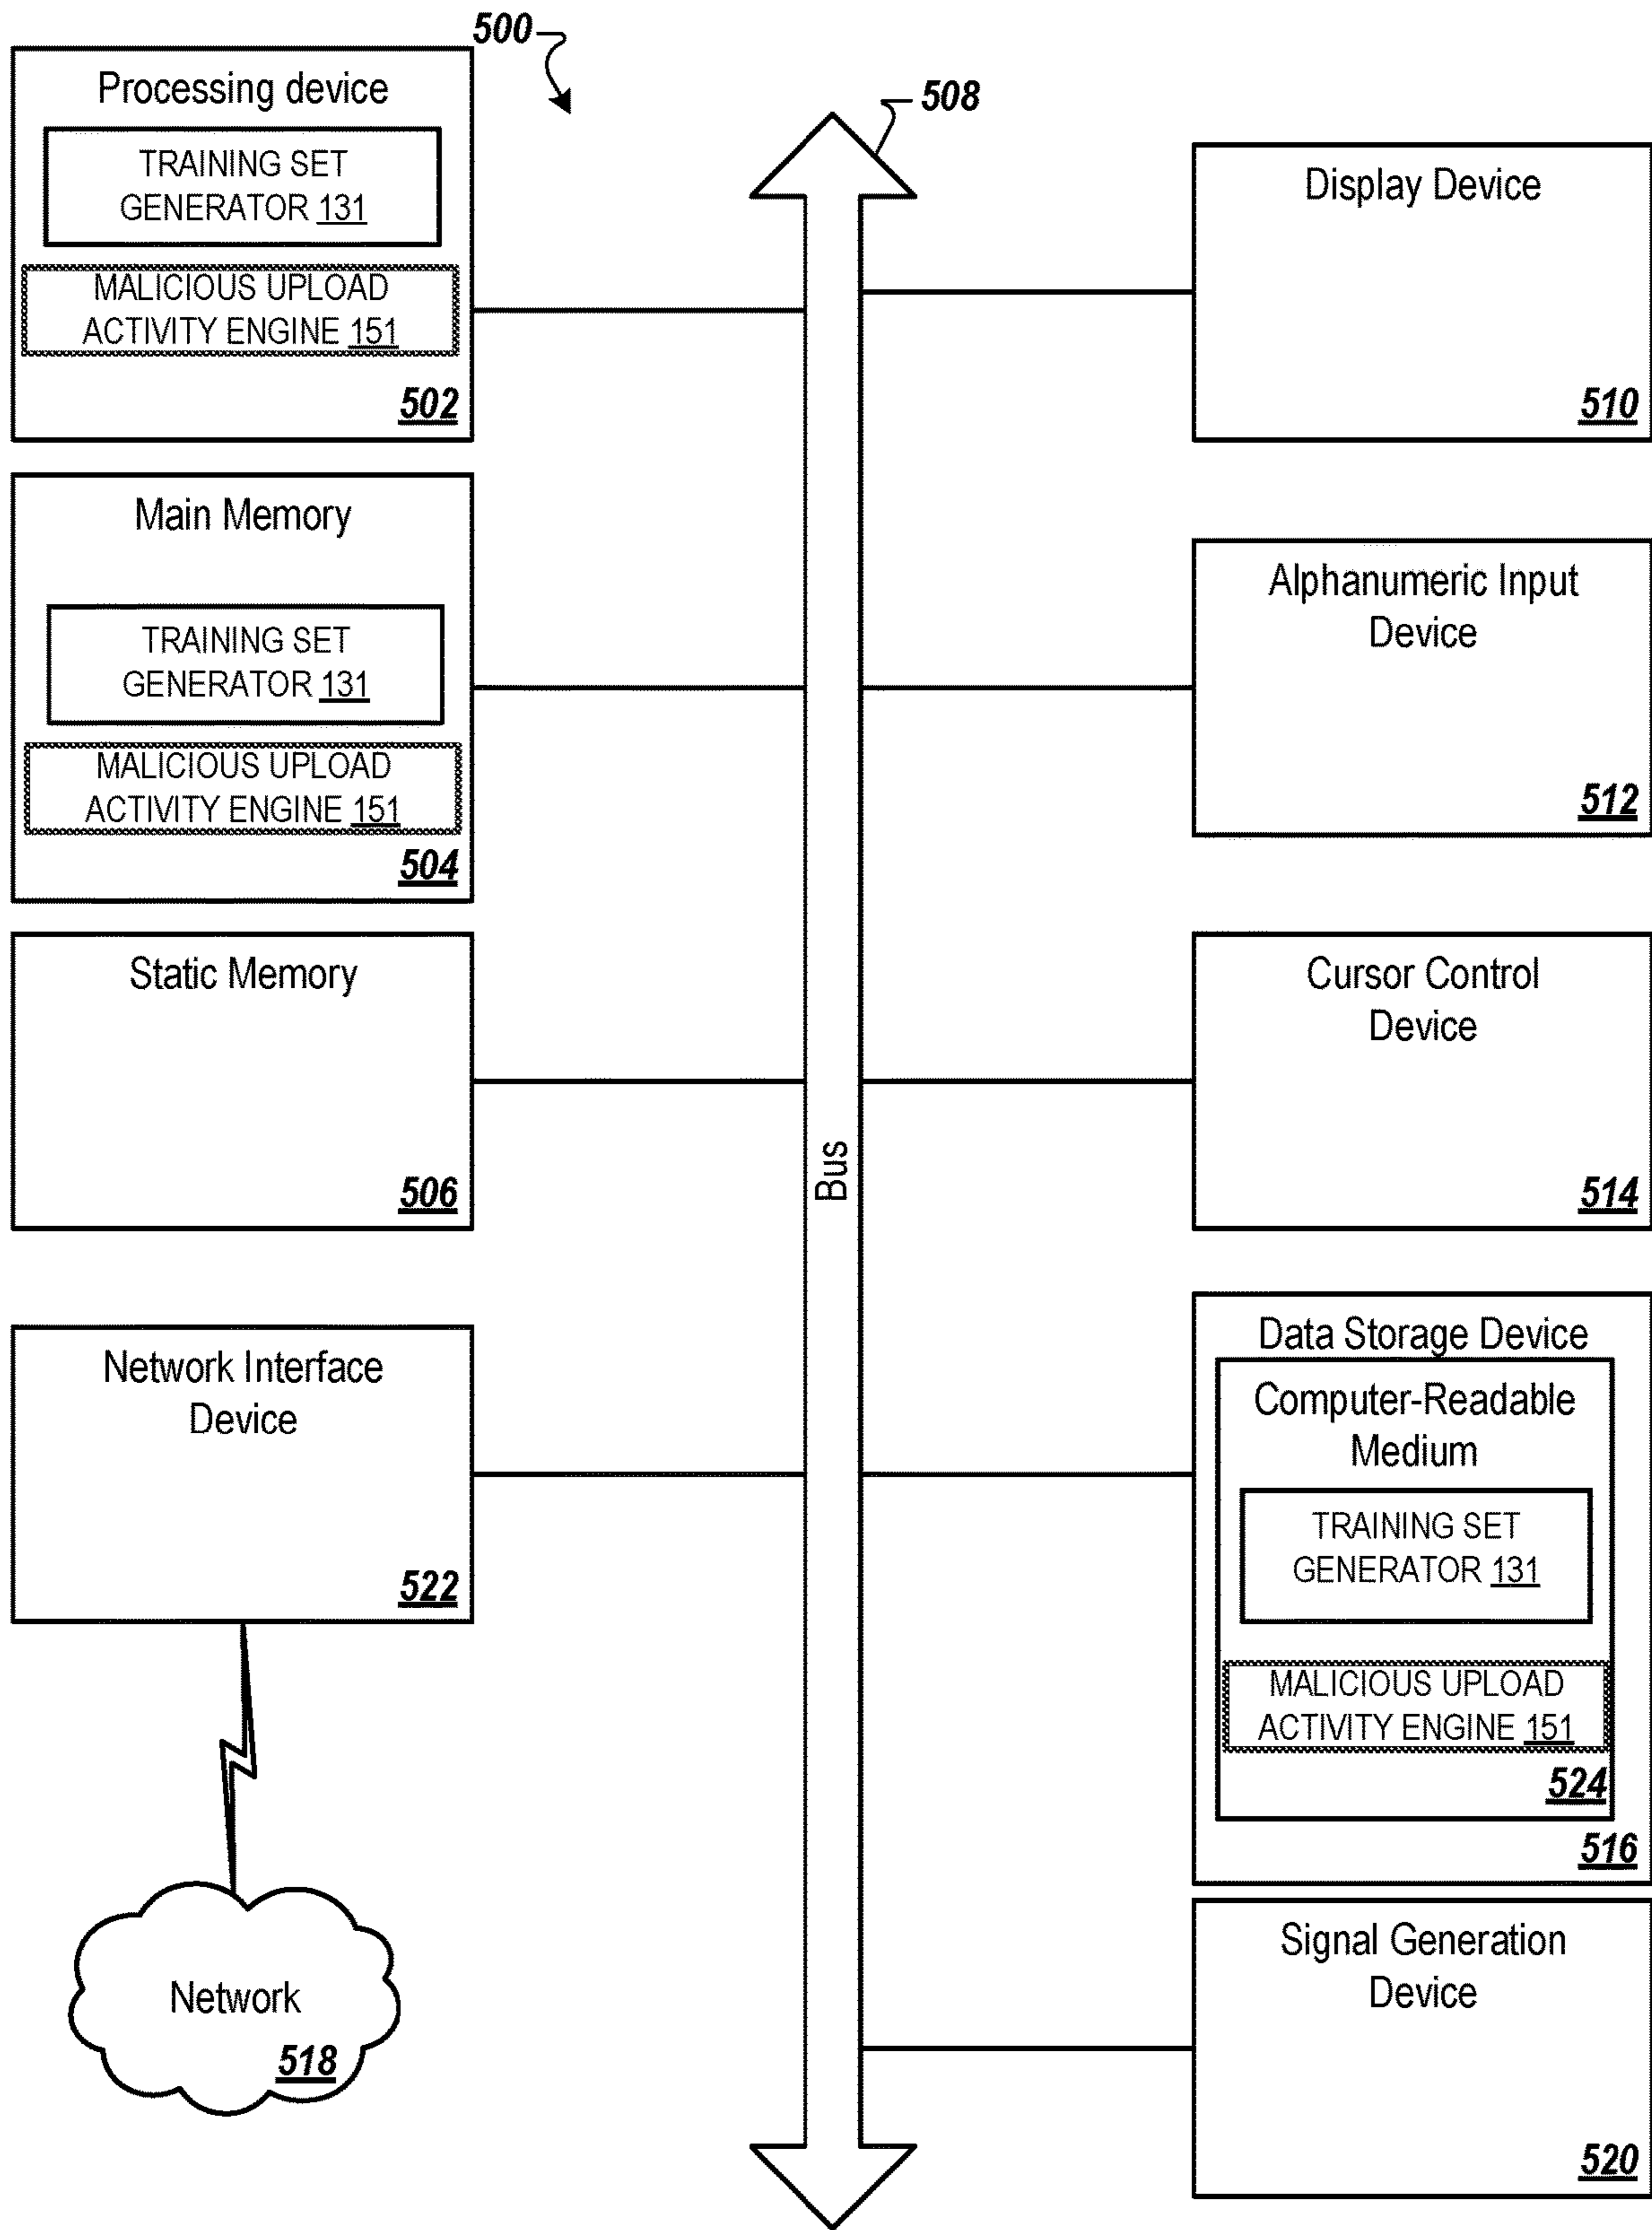 500
508
Processing device
TRAINING SET
GENERATOR 131
MALICIOUS UPLOAD
ACTIVITY ENGINE 151
502
Main Memory
TRAINING SET
GENERATOR 131
MALICIOUS UPLOAD
ACTIVITY ENGINE 151
504
Static Memory
506
Network Interface
Device
522
Network
518
Bus
Display Device
510
Alphanumeric Input
Device
512
Cursor Control
Device
514
Data Storage Device
Computer-Readable
Medium
TRAINING SET
GENERATOR 131
MALICIOUS UPLOAD
ACTIVITY ENGINE 151
524
516
Signal Generation
Device
520